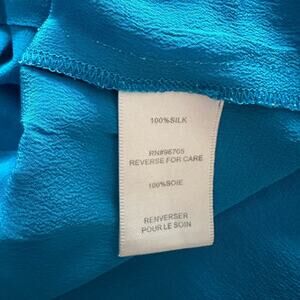 100%SILK
RN#96705
REVERSE FOR CARE
100%SOIE
RENVERSER
POUR LE SOIN